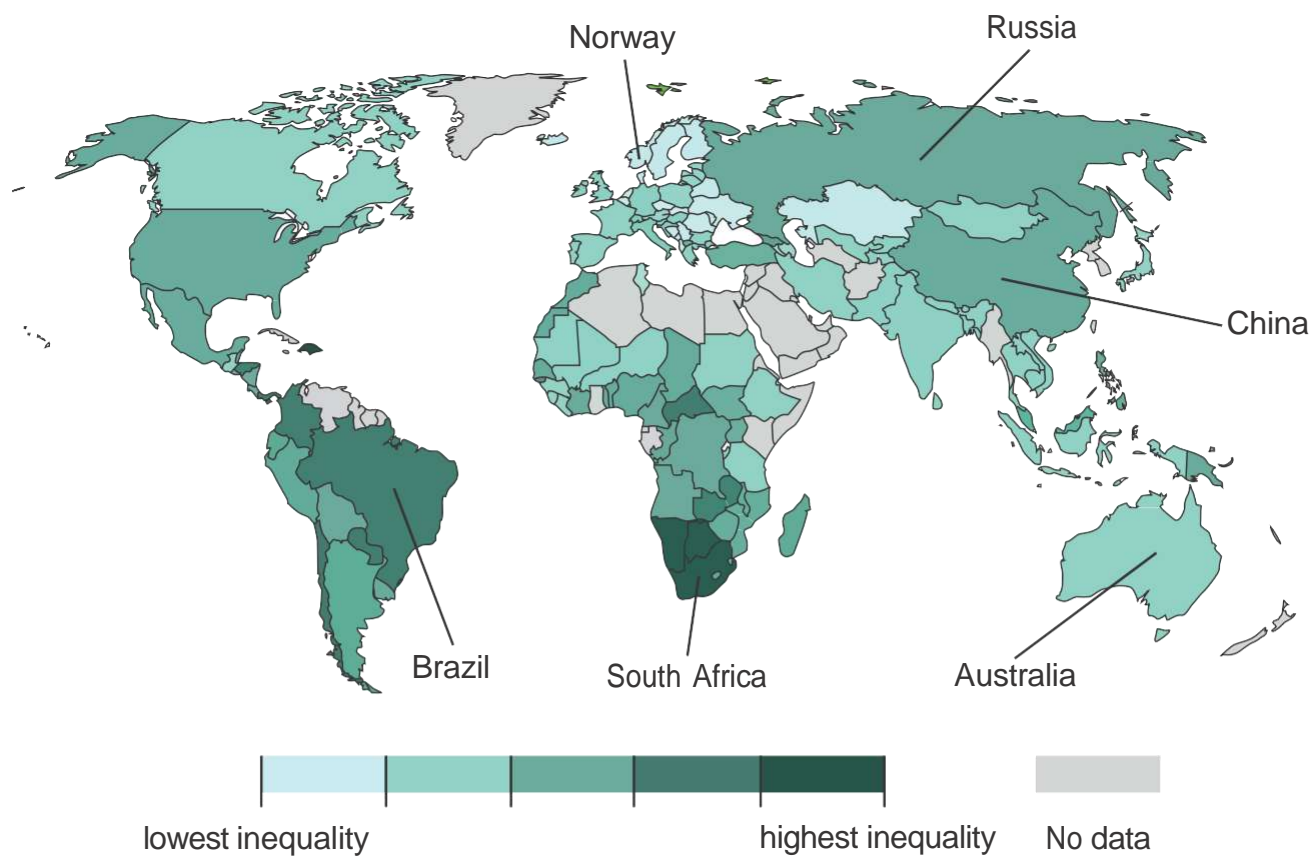 Norway
Russia
China
Brazil
South Africa
Australia
lowest inequality
highest inequality
No data